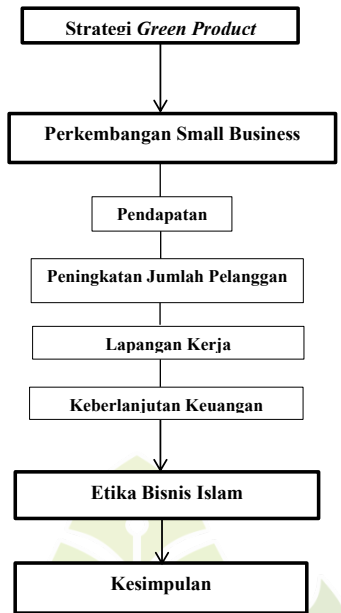 Strategi Green Product
Perkembangan Small Business
Pendapatan
Peningkatan Jumlah Pelanggan
Lapangan Kerja
Keberlanjutan Keuangan
Etika Bisnis Islam
Kesimpulan